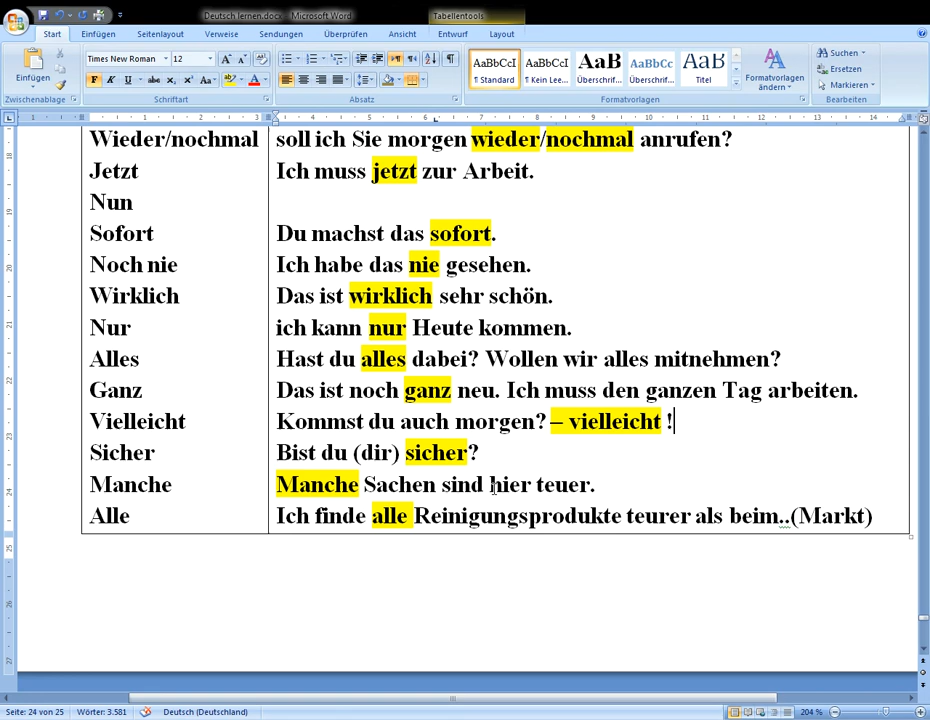 Deutsch lernen.docx - Microsoft Word Tabellentools
Start Einfügen Seitenlayout Verweise Sendungen Überprüfen Ansicht Entwurf Layout
Times New Roman 12 AaBbCcI AaBbCcI AaB AaBbCc AaB Suchen
Ersetzen
Einfügen F K U abe x₂ x² Aa ¶ Standard ¶ Kein Lee... Überschrif... Überschrif... Titel Formatvorlagen ändern Markieren
Zwischenablage Schriftart Absatz Formatvorlagen Bearbeiten
Wieder/nochmal soll ich Sie morgen wieder/nochmal anrufen?
Jetzt Ich muss jetzt zur Arbeit.
Nun
Sofort Du machst das sofort.
Noch nie Ich habe das nie gesehen.
Wirklich Das ist wirklich sehr schön.
Nur ich kann nur Heute kommen.
Alles Hast du alles dabei? Wollen wir alles mitnehmen?
Ganz Das ist noch ganz neu. Ich muss den ganzen Tag arbeiten.
Vielleicht Kommst du auch morgen? – vielleicht !
Sicher Bist du (dir) sicher?
Manche Manche Sachen sind hier teuer.
Alle Ich finde alle Reinigungsprodukte teurer als beim..(Markt)
Seite: 24 von 25 Wörter: 3.581 Deutsch (Deutschland) 204 %